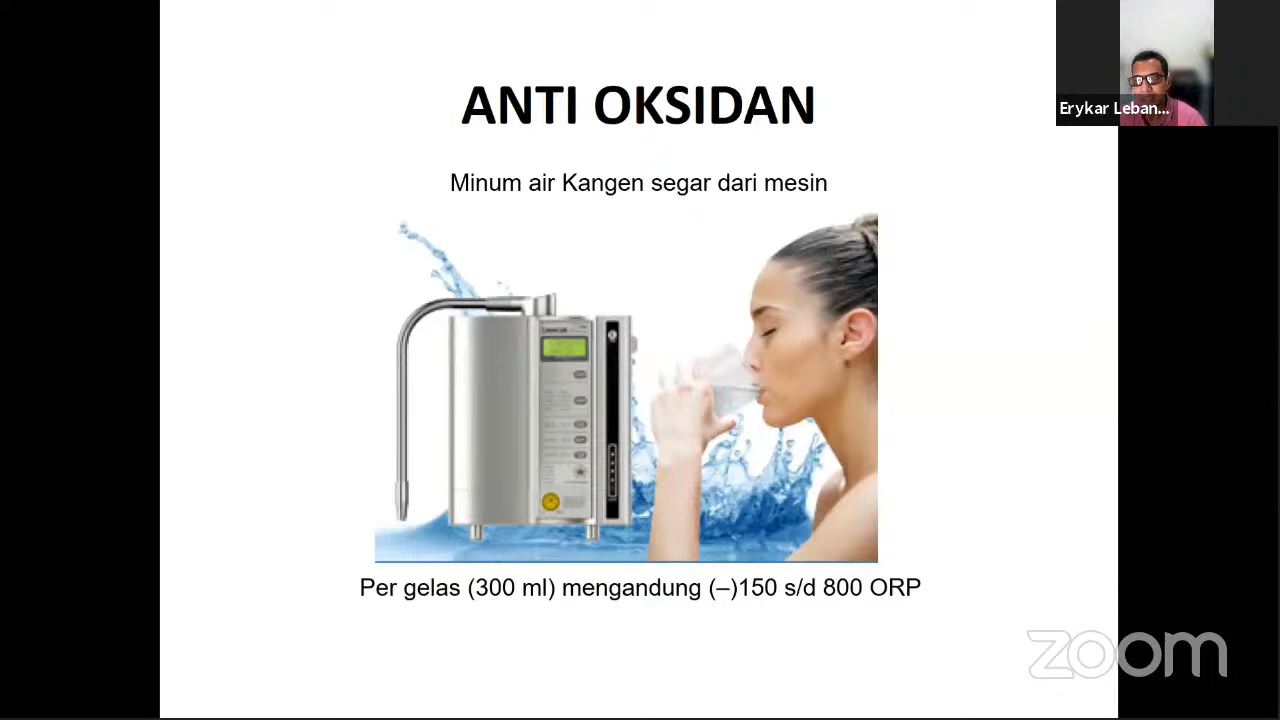 ANTI OKSIDAN
Erykar Leban...
Minum air Kangen segar dari mesin
Per gelas (300 ml) mengandung (–)150 s/d 800 ORP
zoom